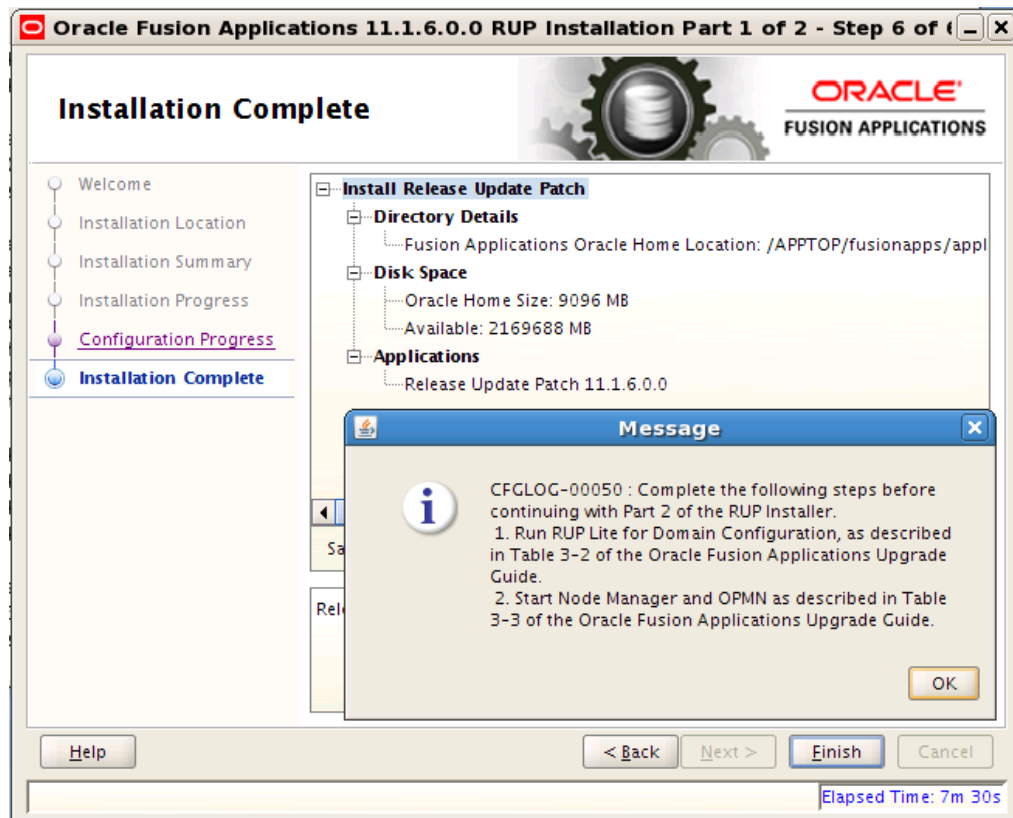 Oracle Fusion Applications 11.1.6.0.0 RUP Installation Part 1 of 2 - Step 6 of
Installation Complete
ORACLE
FUSION APPLICATIONS
Welcome
Installation Location
Installation Summary
Installation Progress
Configuration Progress
Installation Complete
Install Release Update Patch
Directory Details
Fusion Applications Oracle Home Location: /APPTOP/fusionapps/appl
Disk Space
Oracle Home Size: 9096 MB
Available: 2169688 MB
Applications
Release Update Patch 11.1.6.0.0
Sa
Rele
Message
CFGLOG-00050 : Complete the following steps before
continuing with Part 2 of the RUP Installer.
1. Run RUP Lite for Domain Configuration, as described
in Table 3-2 of the Oracle Fusion Applications Upgrade
Guide.
2. Start Node Manager and OPMN as described in Table
3-3 of the Oracle Fusion Applications Upgrade Guide.
OK
Help
< Back
Next >
Finish
Cancel
Elapsed Time: 7m 30s